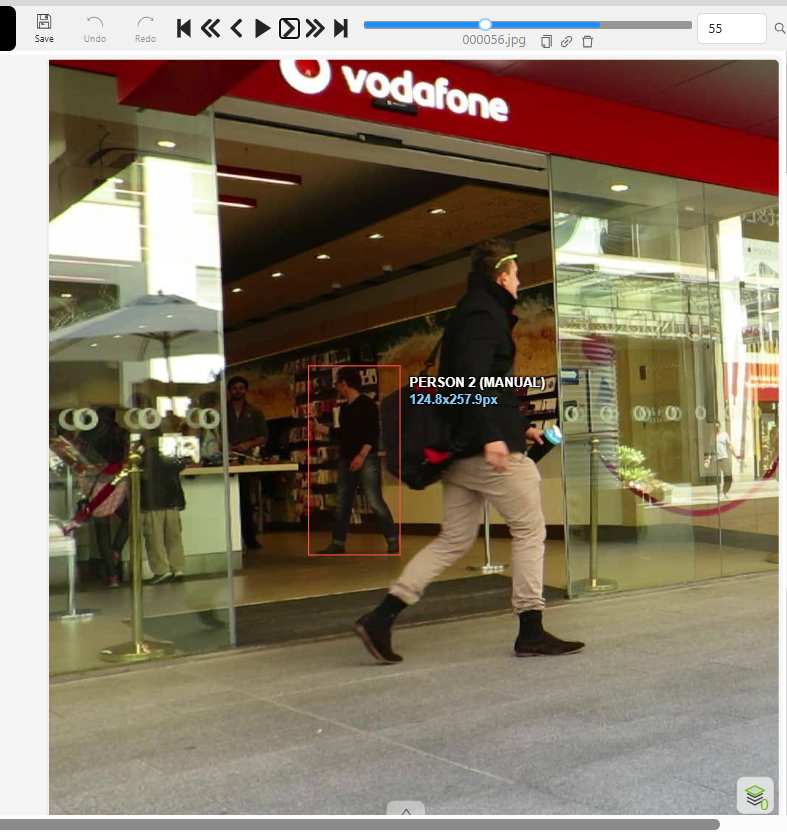 Save
Undo
Redo
000056.jpg
55
vodafone
PERSON 2 (MANUAL)
124.8x257.9px
0